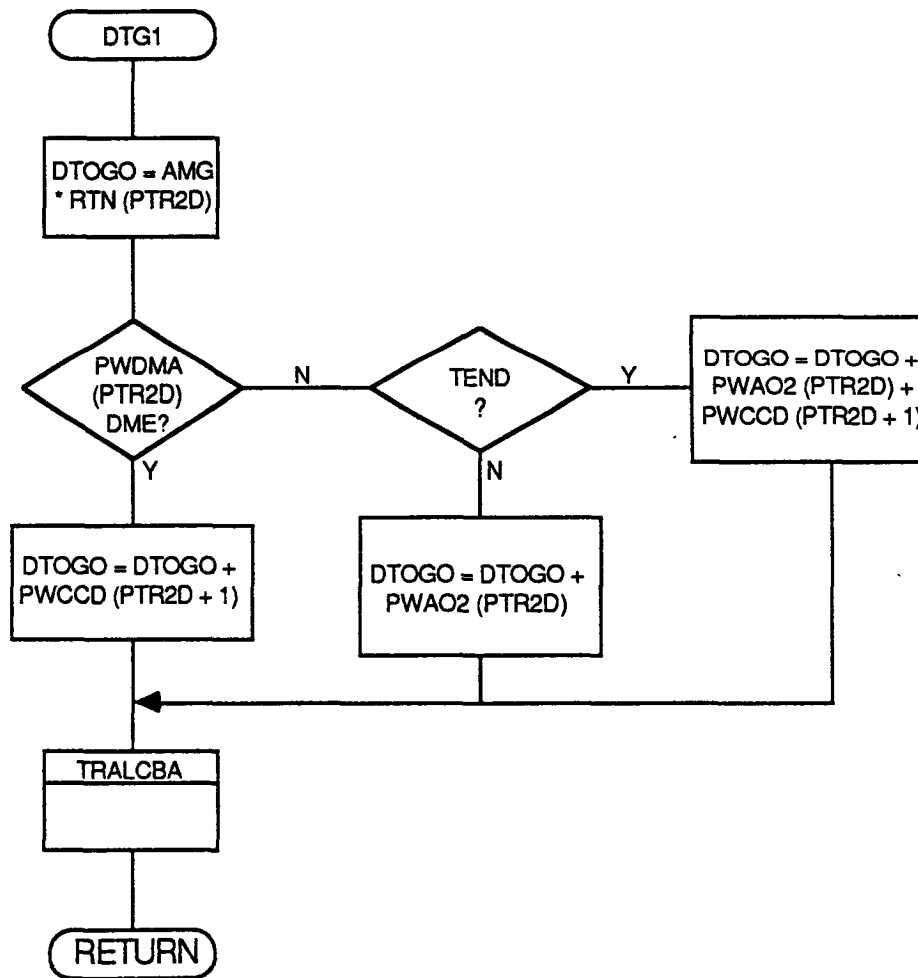 DTG1
DTOGO = AMG
* RTN (PTR2D)
PWDMA
(PTR2D)
DME?
N
TEND
?
Y
DTOGO = DTOGO +
PWAO2 (PTR2D) +
PWCCD (PTR2D + 1)
Y
N
DTOGO = DTOGO +
PWCCD (PTR2D + 1)
DTOGO = DTOGO +
PWAO2 (PTR2D)
TRALCBA
RETURN